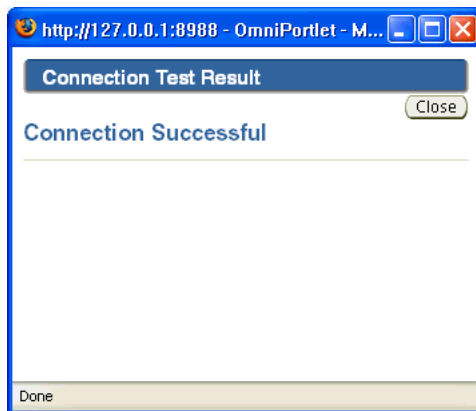 http://127.0.0.1:8988 - OmniPortlet - M...
Connection Test Result
Close
Connection Successful
Done